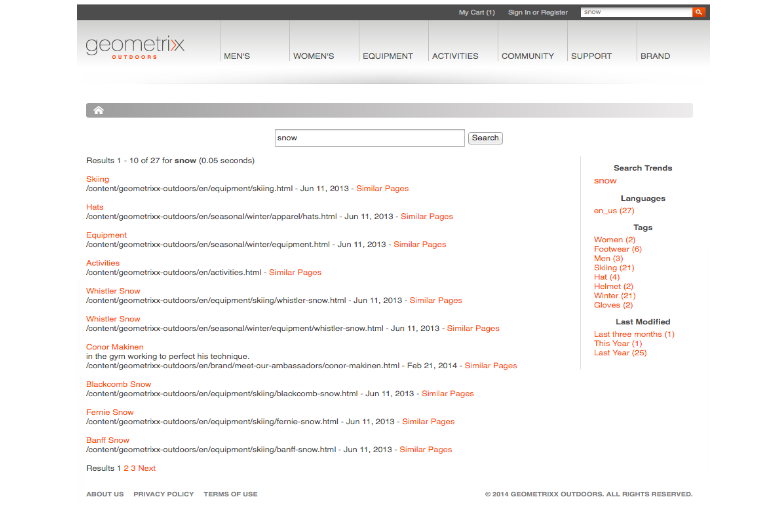 My Cart (1) Sign In or Register snow
geometrixx
OUTDOORS
MEN'S WOMEN'S EQUIPMENT ACTIVITIES COMMUNITY SUPPORT BRAND
snow Search
Results 1 - 10 of 27 for snow (0.05 seconds)
Skiing
/content/geometrixx-outdoors/en/equipment/skiing.html - Jun 11, 2013 - Similar Pages
Hats
/content/geometrixx-outdoors/en/seasonal/winter/apparel/hats.html - Jun 11, 2013 - Similar Pages
Equipment
/content/geometrixx-outdoors/en/seasonal/winter/equipment.html - Jun 11, 2013 - Similar Pages
Activities
/content/geometrixx-outdoors/en/activities.html - Similar Pages
Whistler Snow
/content/geometrixx-outdoors/en/equipment/skiing/whistler-snow.html - Jun 11, 2013 - Similar Pages
Whistler Snow
/content/geometrixx-outdoors/en/seasonal/winter/equipment/whistler-snow.html - Jun 11, 2013 - Similar Pages
Conor Makinen
in the gym working to perfect his technique.
/content/geometrixx-outdoors/en/brand/meet-our-ambassadors/conor-makinen.html - Feb 21, 2014 - Similar Pages
Blackcomb Snow
/content/geometrixx-outdoors/en/equipment/skiing/blackcomb-snow.html - Jun 11, 2013 - Similar Pages
Fernie Snow
/content/geometrixx-outdoors/en/equipment/skiing/fernie-snow.html - Jun 11, 2013 - Similar Pages
Banff Snow
/content/geometrixx-outdoors/en/equipment/skiing/banff-snow.html - Jun 11, 2013 - Similar Pages
Results 1 2 3 Next
Search Trends
snow
Languages
en_us (27)
Tags
Women (2)
Footwear (6)
Men (3)
Skiing (21)
Hat (4)
Helmet (2)
Winter (21)
Gloves (2)
Last Modified
Last three months (1)
This Year (1)
Last Year (25)
ABOUT US PRIVACY POLICY TERMS OF USE © 2014 GEOMETRIXX OUTDOORS. ALL RIGHTS RESERVED.